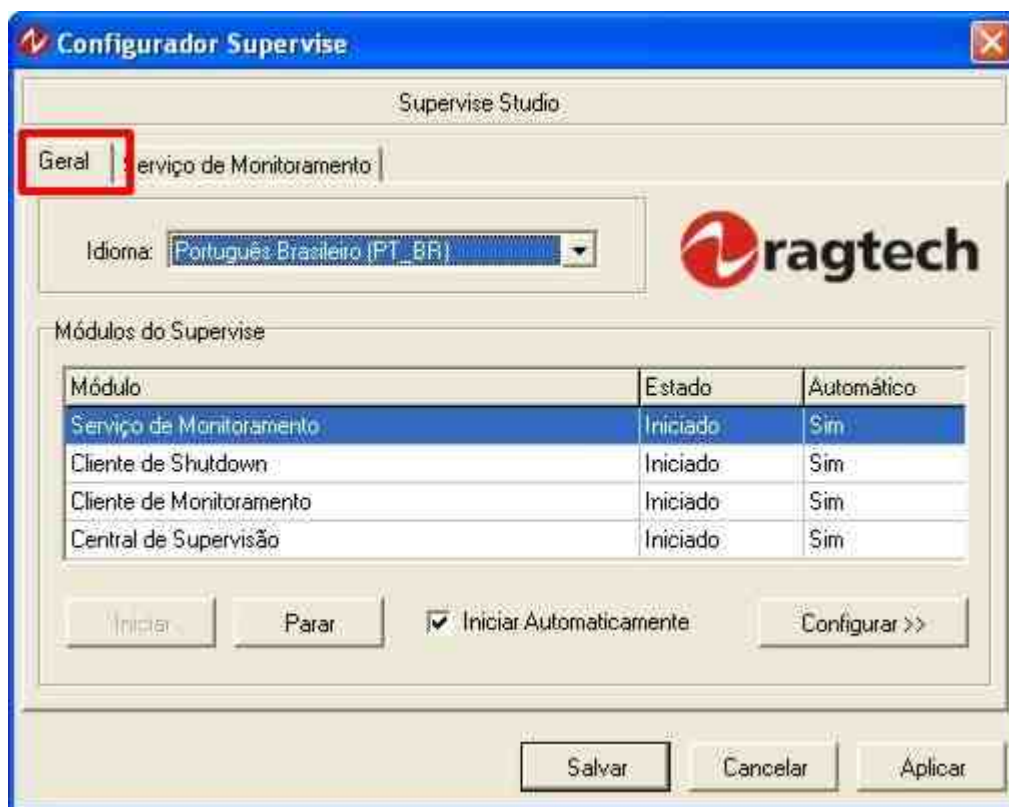 Configurador Supervise
Supervise Studio
Geral
erviço de Monitoramento
Idioma: Português Brasileiro (PT_BR)
ragtech
Módulos do Supervise
Módulo Estado Automático
Serviço de Monitoramento Iniciado Sim
Cliente de Shutdown Iniciado Sim
Cliente de Monitoramento Iniciado Sim
Central de Supervisão Iniciado Sim
Iniciar Parar Iniciar Automaticamente Configurar >>
Salvar Cancelar Aplicar